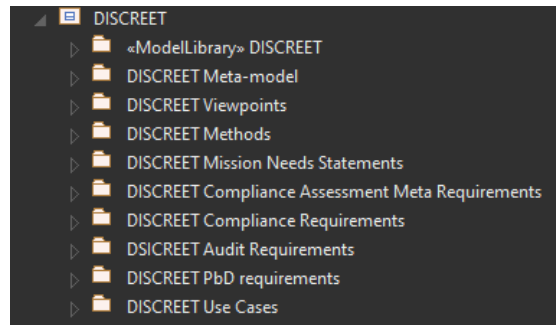 DISCREET
«ModelLibrary» DISCREET
DISCREET Meta-model
DISCREET Viewpoints
DISCREET Methods
DISCREET Mission Needs Statements
DISCREET Compliance Assessment Meta Requirements
DISCREET Compliance Requirements
DSICREET Audit Requirements
DISCREET PbD requirements
DISCREET Use Cases